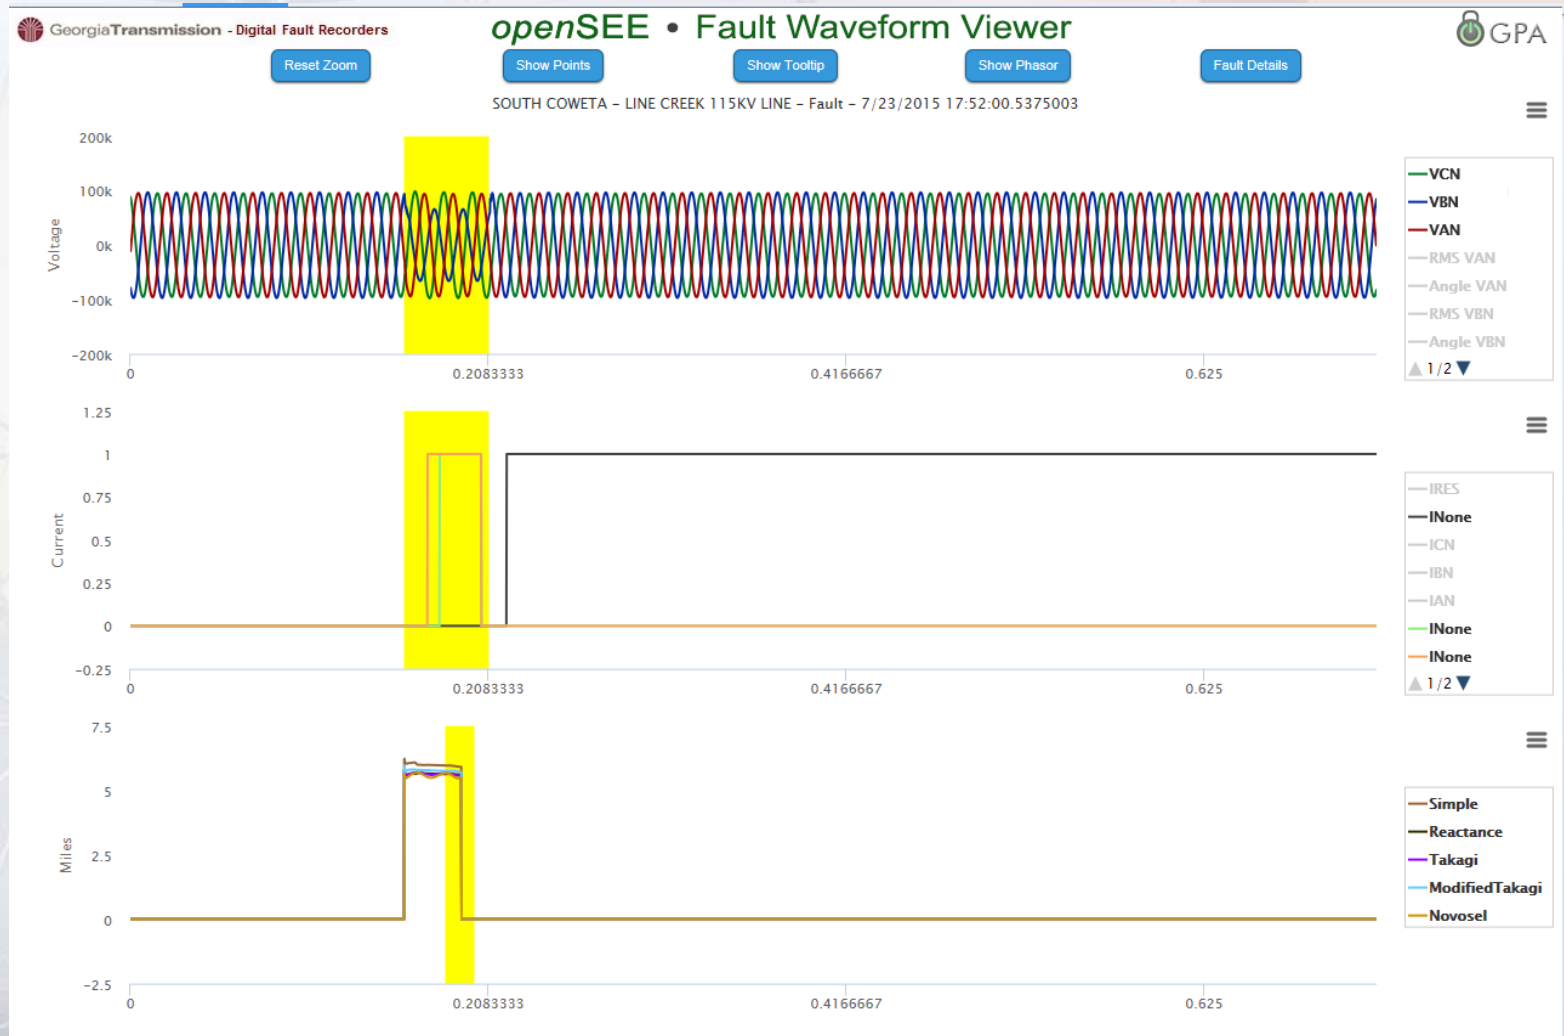 GeorgiaTransmission - Digital Fault Recorders
openSEE • Fault Waveform Viewer
GPA
Reset Zoom
Show Points
Show Tooltip
Show Phasor
Fault Details
SOUTH COWETA - LINE CREEK 115KV LINE - Fault - 7/23/2015 17:52:00.5375003
Voltage
200k
100k
0k
-100k
-200k
0
0.2083333
0.4166667
0.625
VCN
VBN
VAN
RMS VAN
Angle VAN
RMS VBN
Angle VBN
1/2
Current
1.25
1
0.75
0.5
0.25
0
-0.25
0
0.2083333
0.4166667
0.625
IRES
INone
ICN
IBN
IAN
INone
INone
1/2
Miles
7.5
5
2.5
0
-2.5
0
0.2083333
0.4166667
0.625
Simple
Reactance
Takagi
ModifiedTakagi
Novosel